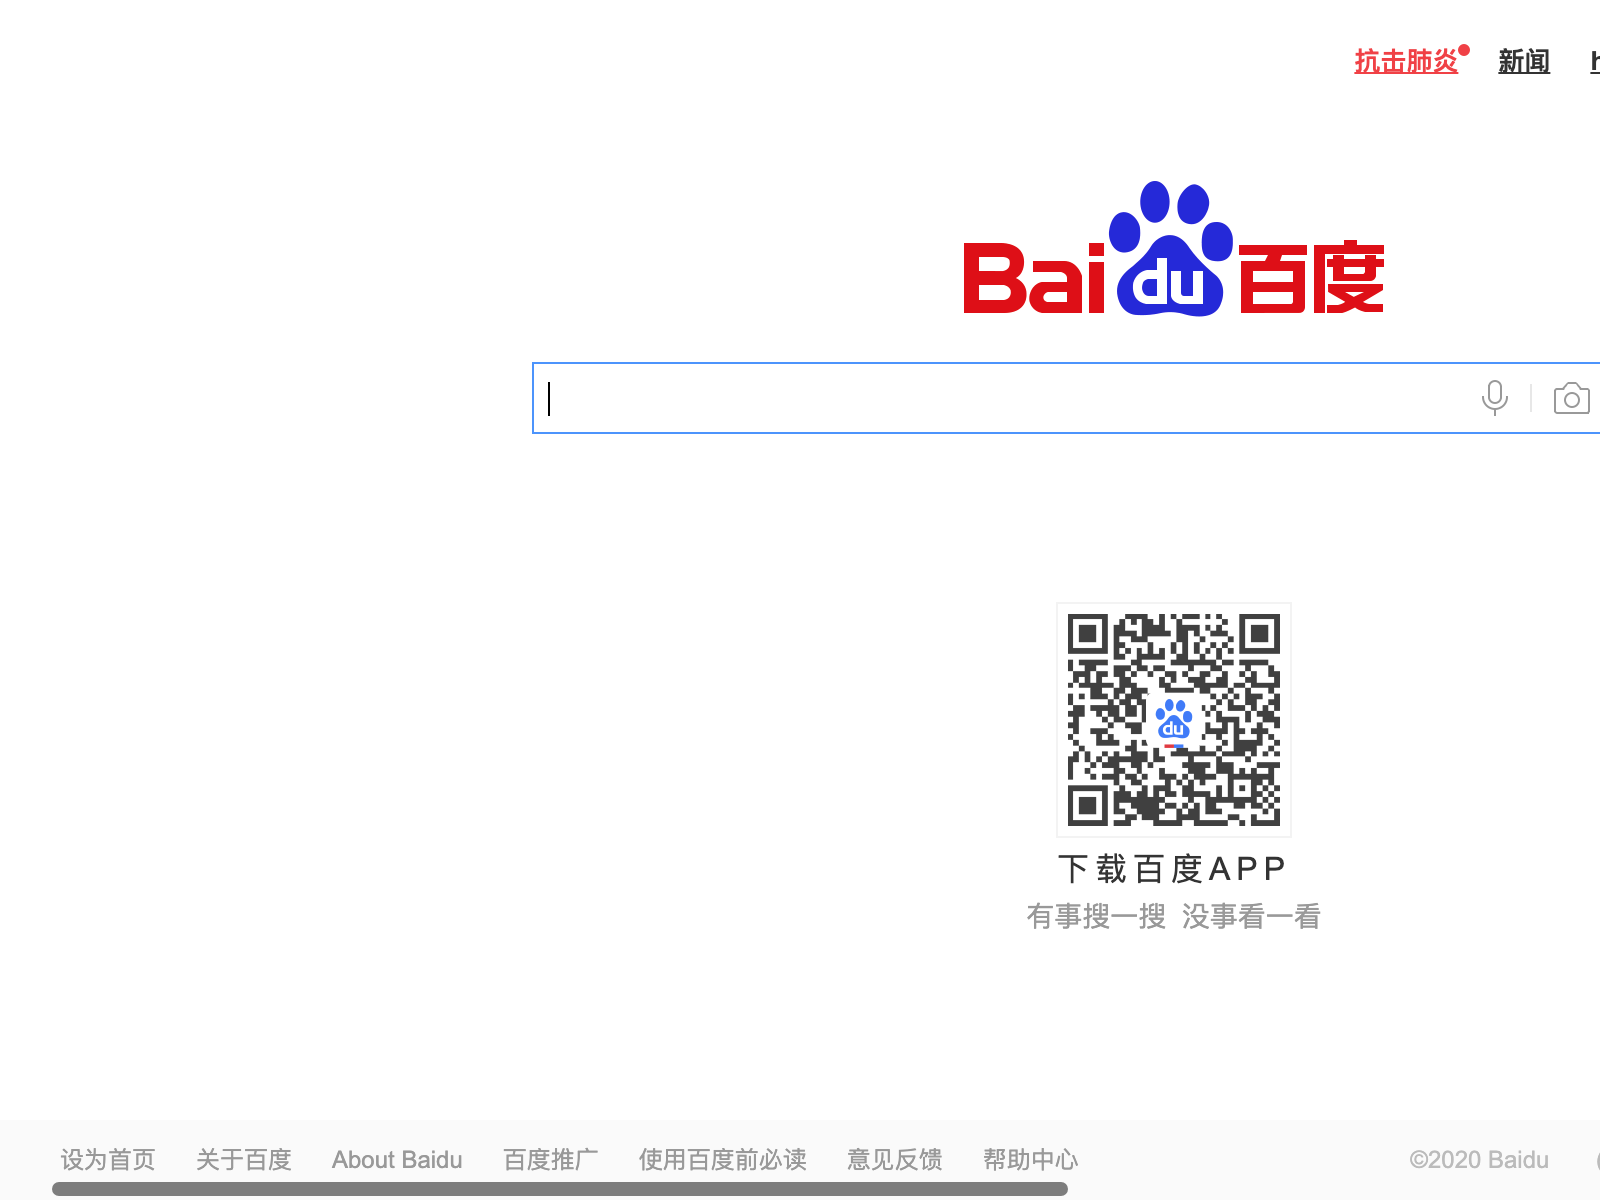 抗击肺炎 新闻
Bai du 百度
du
下载百度APP
有事搜一搜 没事看一看
设为首页 关于百度 About Baidu 百度推广 使用百度前必读 意见反馈 帮助中心 ©2020 Baidu